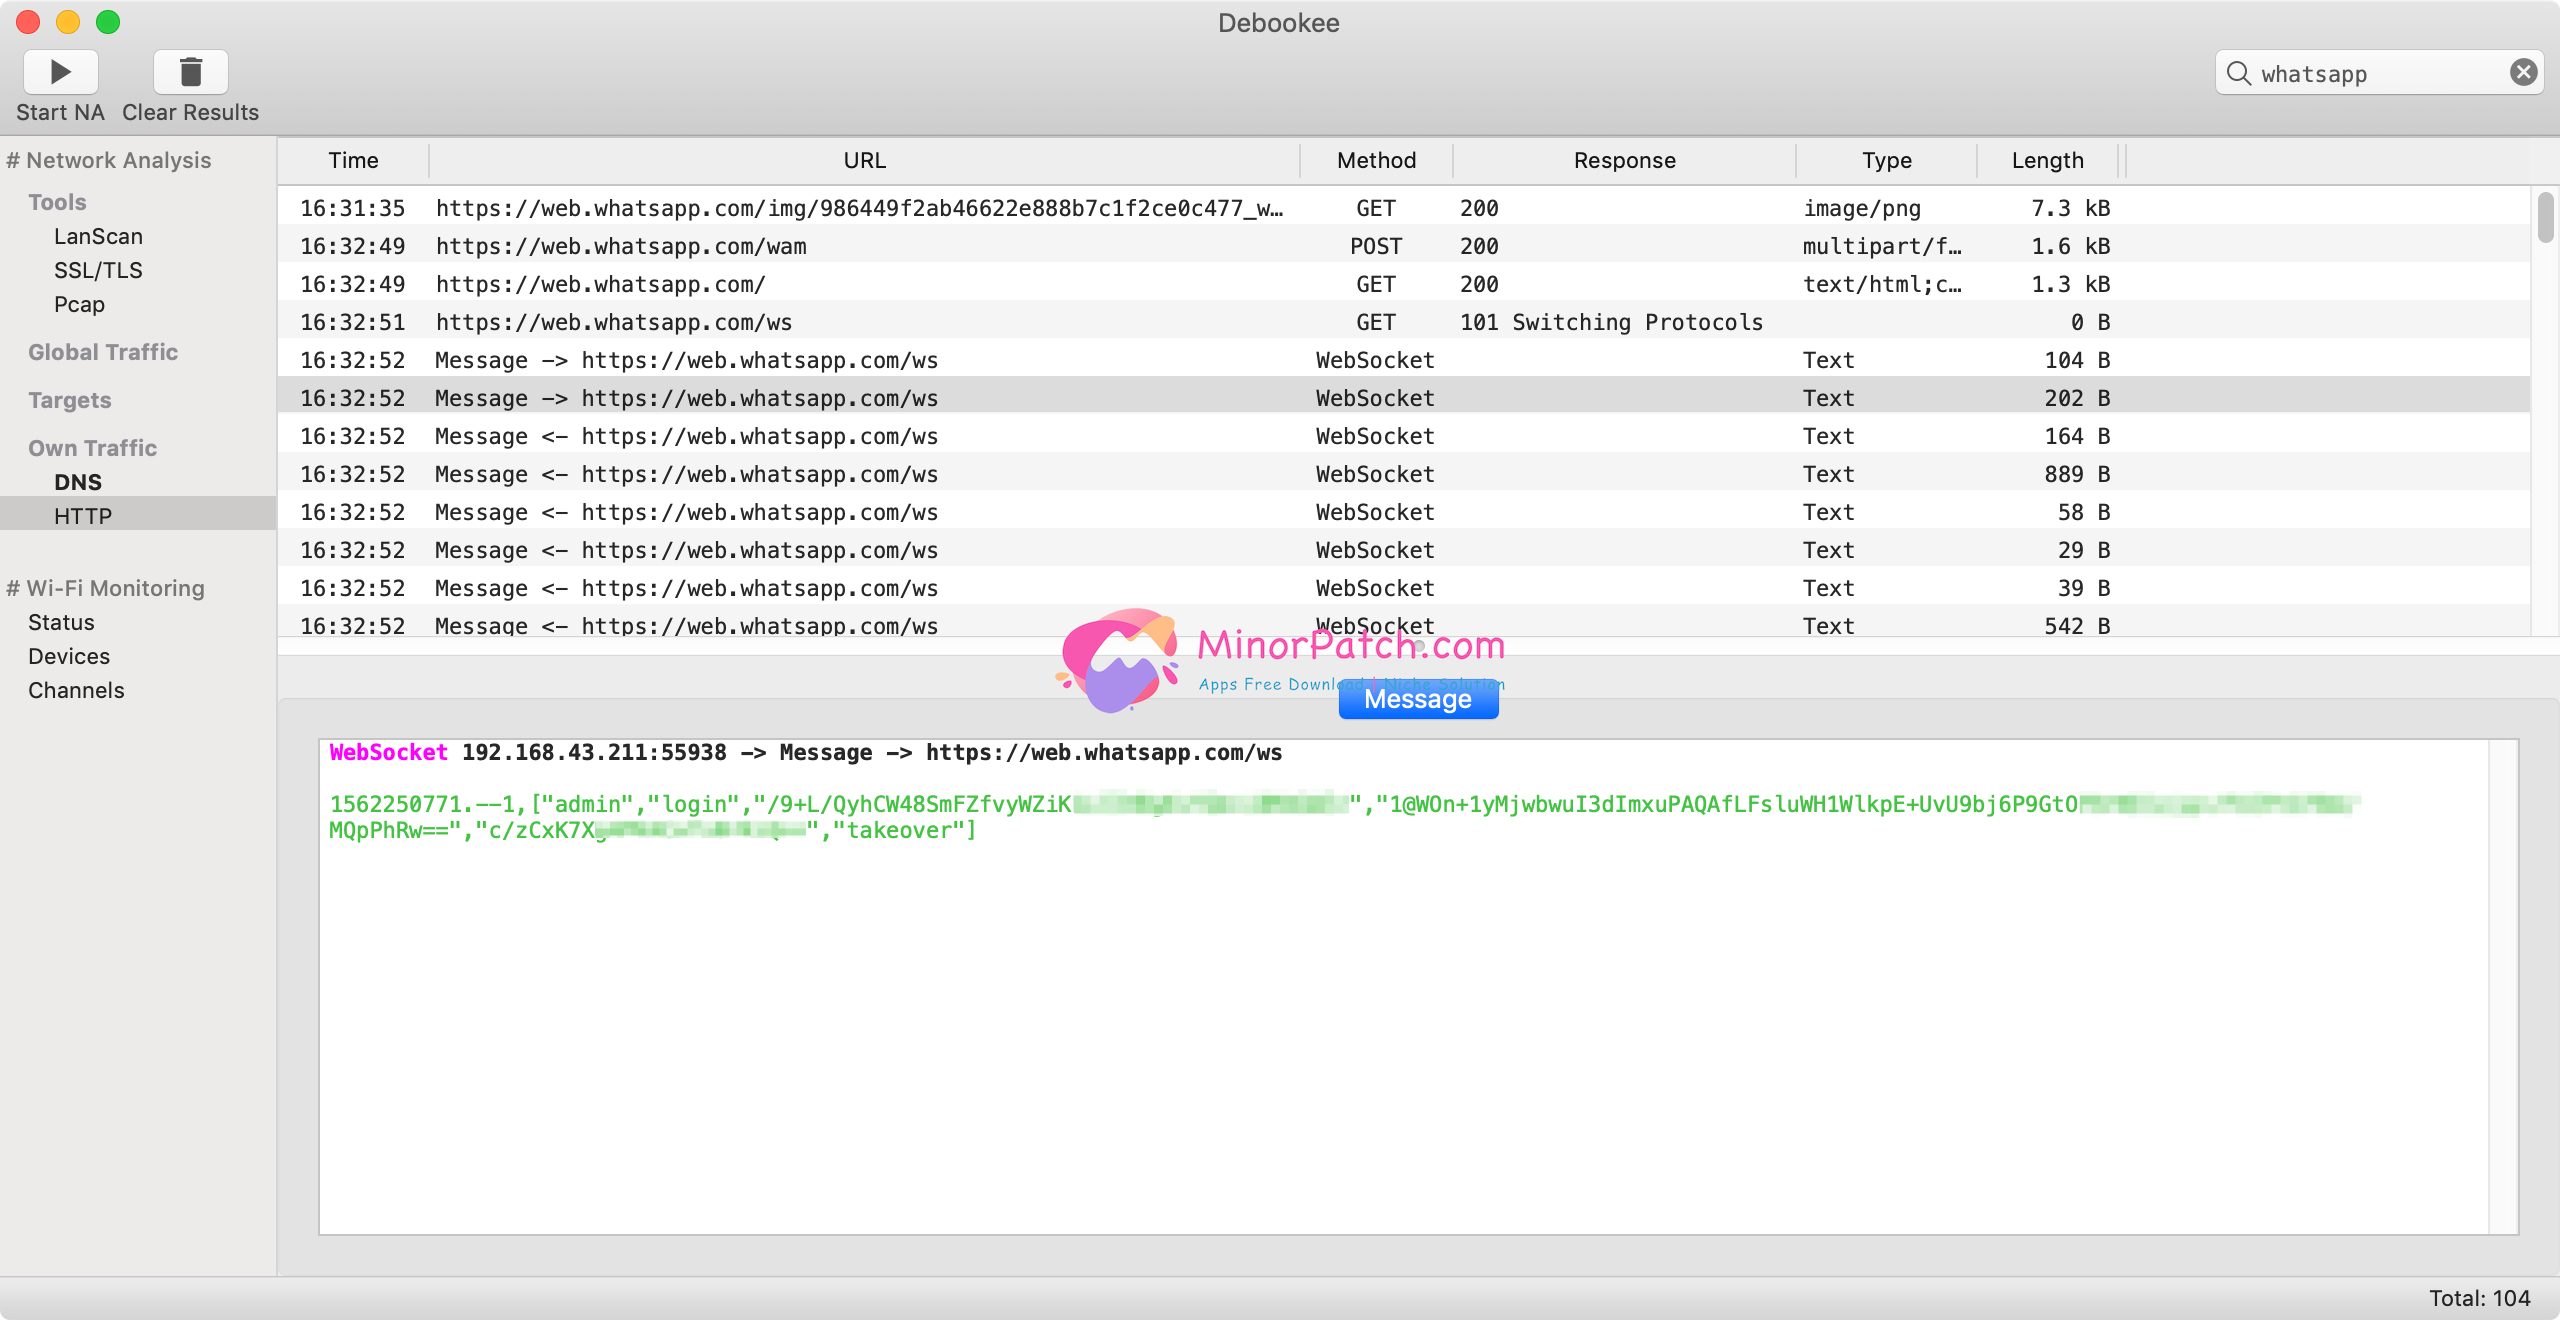 Debookee
Start NA
Clear Results
whatsapp
# Network Analysis
Tools
LanScan
SSL/TLS
Pcap
Global Traffic
Targets
Own Traffic
DNS
HTTP
# Wi-Fi Monitoring
Status
Devices
Channels
Time URL Method Response Type Length
16:31:35 https://web.whatsapp.com/img/986449f2ab46622e888b7c1f2ce0c477_w… GET 200 image/png 7.3 kB
16:32:49 https://web.whatsapp.com/wam POST 200 multipart/f… 1.6 kB
16:32:49 https://web.whatsapp.com/ GET 200 text/html;c… 1.3 kB
16:32:51 https://web.whatsapp.com/ws GET 101 Switching Protocols 0 B
16:32:52 Message –> https://web.whatsapp.com/ws WebSocket Text 104 B
16:32:52 Message –> https://web.whatsapp.com/ws WebSocket Text 202 B
16:32:52 Message <– https://web.whatsapp.com/ws WebSocket Text 164 B
16:32:52 Message <– https://web.whatsapp.com/ws WebSocket Text 889 B
16:32:52 Message <– https://web.whatsapp.com/ws WebSocket Text 58 B
16:32:52 Message <– https://web.whatsapp.com/ws WebSocket Text 29 B
16:32:52 Message <– https://web.whatsapp.com/ws WebSocket Text 39 B
16:32:52 Message <– https://web.whatsapp.com/ws WebSocket Text 542 B
MinorPatch.com
Apps Free Download | Niche Solution
Message
WebSocket 192.168.43.211:55938 –> Message –> https://web.whatsapp.com/ws
1562250771.––1,["admin","login","/9+L/QyhCW48SmFZfvyWZiK","1@WOn+1yMjwbwuI3dImxuPAQAfLFsluWH1WlkpE+UvU9bj6P9GtO
MQpPhRw==","c/zCxK7X","takeover"]
Total: 104